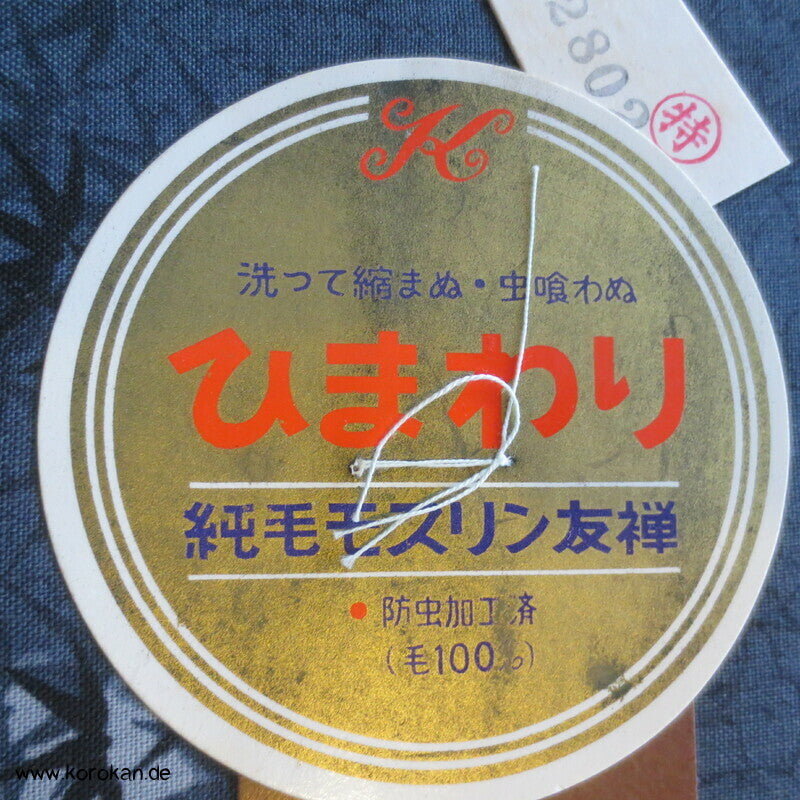 2802
特
K
洗って縮まぬ・虫喰わぬ
ひまわり
純毛モスリン友禅
• 防虫加工済
(毛100%)
www.korokan.de